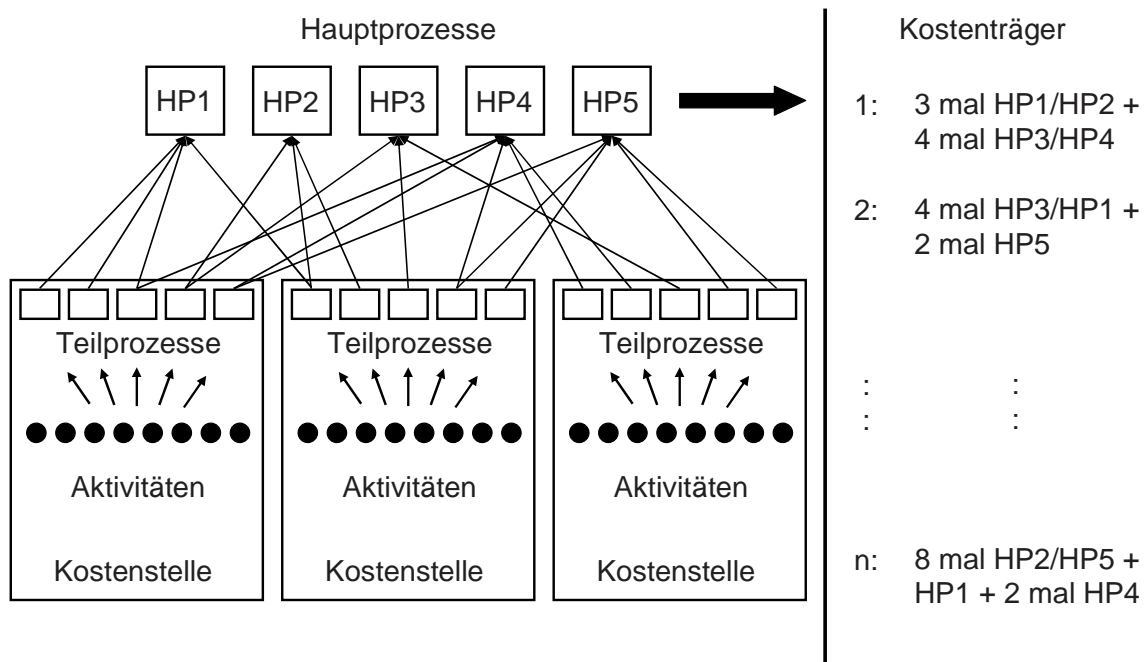 Hauptprozesse
HP1 HP2 HP3 HP4 HP5
Teilprozesse Teilprozesse Teilprozesse
Aktivitäten Aktivitäten Aktivitäten
Kostenstelle Kostenstelle Kostenstelle
Kostenträger
1: 3 mal HP1/HP2 +
4 mal HP3/HP4
2: 4 mal HP3/HP1 +
2 mal HP5
: :
: :
n: 8 mal HP2/HP5 +
HP1 + 2 mal HP4